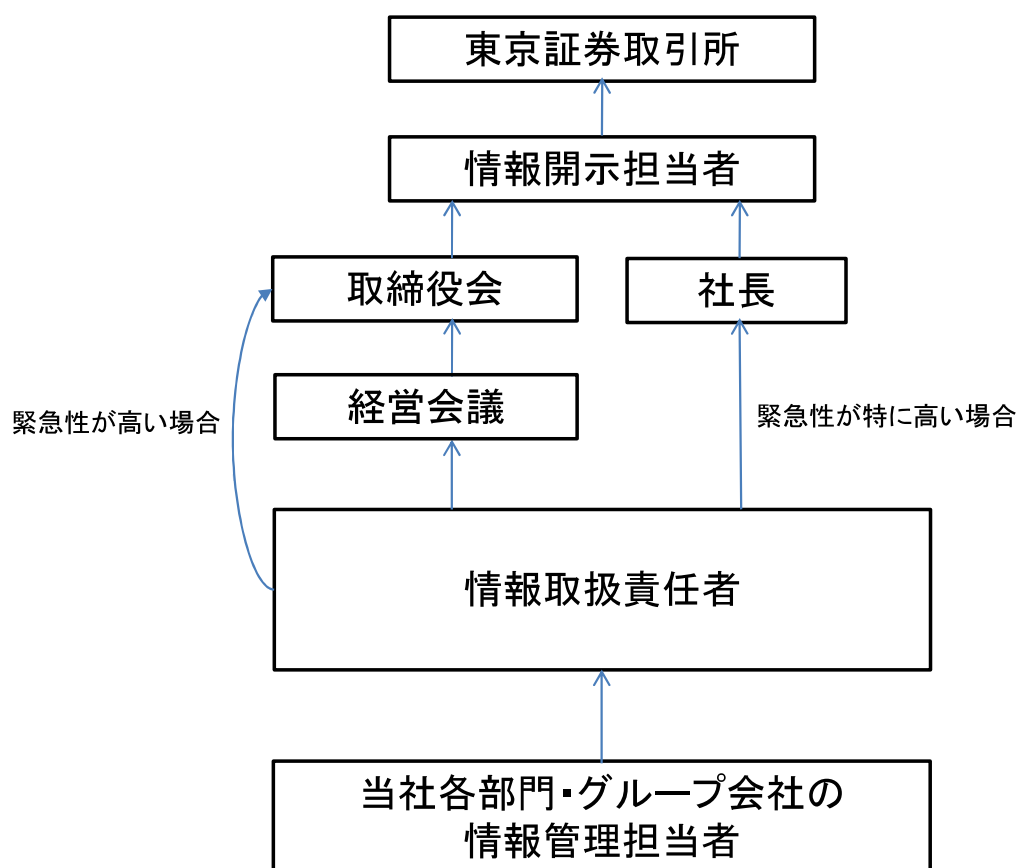 東京証券取引所
情報開示担当者
取締役会
社長
経営会議
緊急性が高い場合
緊急性が特に高い場合
情報取扱責任者
当社各部門・グループ会社の
情報管理担当者